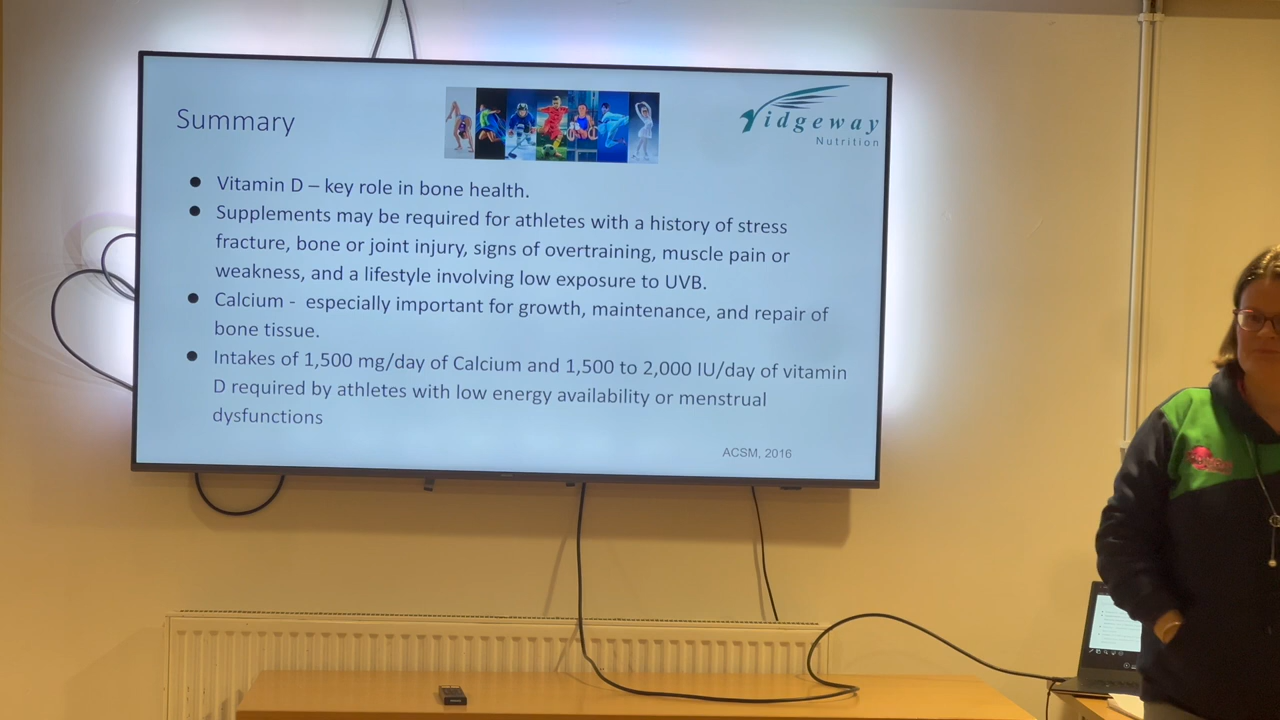 Summary
Ridgeway
Nutrition
● Vitamin D – key role in bone health.
● Supplements may be required for athletes with a history of stress
fracture, bone or joint injury, signs of overtraining, muscle pain or
weakness, and a lifestyle involving low exposure to UVB.
● Calcium - especially important for growth, maintenance, and repair of
bone tissue.
● Intakes of 1,500 mg/day of Calcium and 1,500 to 2,000 IU/day of vitamin
D required by athletes with low energy availability or menstrual
dysfunctions
ACSM, 2016